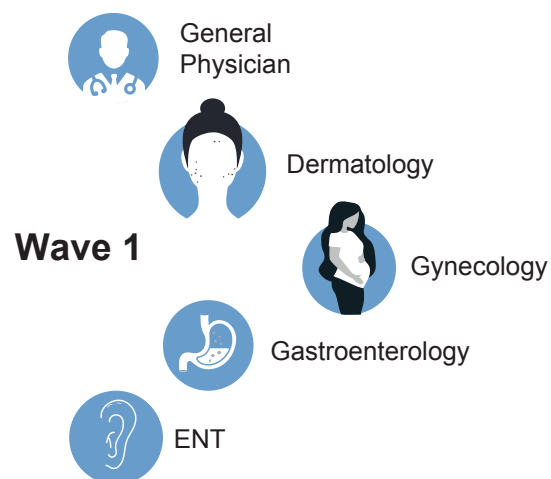 General
Physician
Dermatology
Wave 1
Gynecology
Gastroenterology
ENT